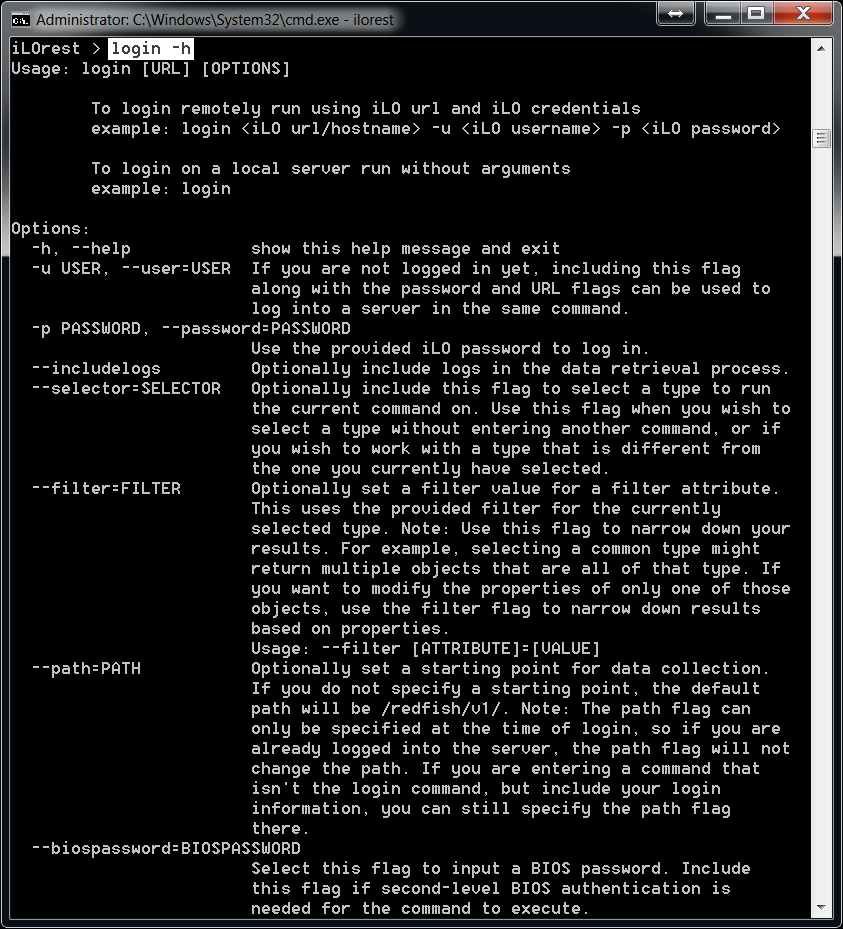 Administrator: C:\Windows\System32\cmd.exe - ilorest
iLOrest > login -h
Usage: login [URL] [OPTIONS]
To login remotely run using iLO url and iLO credentials
example: login <iLO url/hostname> -u <iLO username> -p <iLO password>
To login on a local server run without arguments
example: login
Options:
-h, --help show this help message and exit
-u USER, --user=USER If you are not logged in yet, including this flag
along with the password and URL flags can be used to
log into a server in the same command.
-p PASSWORD, --password=PASSWORD
Use the provided iLO password to log in.
--includelogs Optionally include logs in the data retrieval process.
--selector=SELECTOR Optionally include this flag to select a type to run
the current command on. Use this flag when you wish to
select a type without entering another command, or if
you wish to work with a type that is different from
the one you currently have selected.
--filter=FILTER Optionally set a filter value for a filter attribute.
This uses the provided filter for the currently
selected type. Note: Use this flag to narrow down your
results. For example, selecting a common type might
return multiple objects that are all of that type. If
you want to modify the properties of only one of those
objects, use the filter flag to narrow down results
based on properties.
Usage: --filter [ATTRIBUTE]=[VALUE]
--path=PATH Optionally set a starting point for data collection.
If you do not specify a starting point, the default
path will be /redfish/v1/. Note: The path flag can
only be specified at the time of login, so if you are
already logged into the server, the path flag will not
change the path. If you are entering a command that
isn't the login command, but include your login
information, you can still specify the path flag
there.
--biospassword=BIOSPASSWORD
Select this flag to input a BIOS password. Include
this flag if second-level BIOS authentication is
needed for the command to execute.